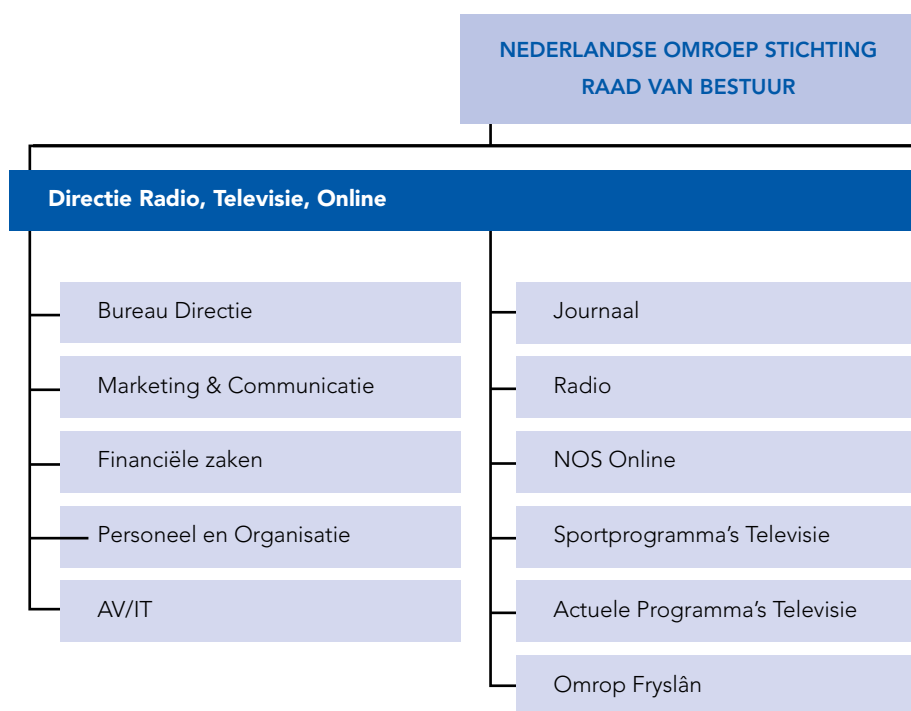 NEDERLANDSE OMROEP STICHTING
RAAD VAN BESTUUR
Directie Radio, Televisie, Online
Bureau Directie
Marketing & Communicatie
Financiële zaken
Personeel en Organisatie
AV/IT
Journaal
Radio
NOS Online
Sportprogramma’s Televisie
Actuele Programma’s Televisie
Omrop Fryslân